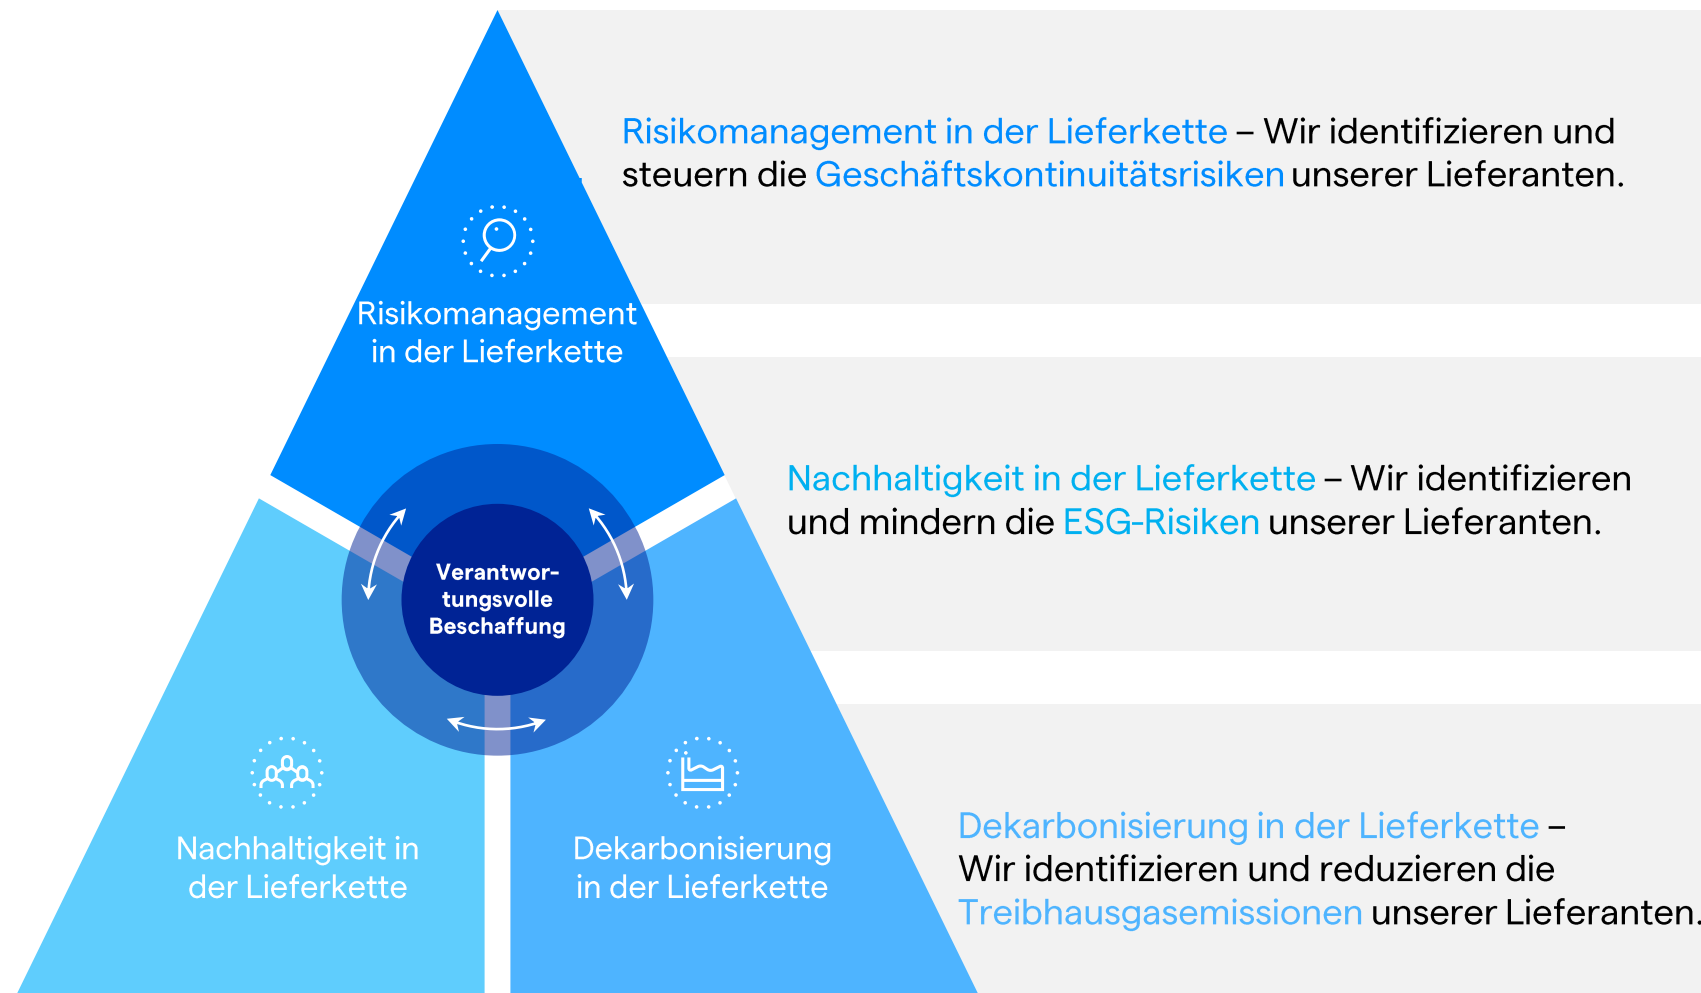 Risikomanagement in der Lieferkette – Wir identifizieren und
steuern die Geschäftskontinuitätsrisiken unserer Lieferanten.
Risikomanagement
in der Lieferkette
Nachhaltigkeit in der Lieferkette – Wir identifizieren
und mindern die ESG-Risiken unserer Lieferanten.
Verantwor-
tungsvolle
Beschaffung
Nachhaltigkeit in
der Lieferkette
Dekarbonisierung
in der Lieferkette
Dekarbonisierung in der Lieferkette –
Wir identifizieren und reduzieren die
Treibhausgasemissionen unserer Lieferanten.